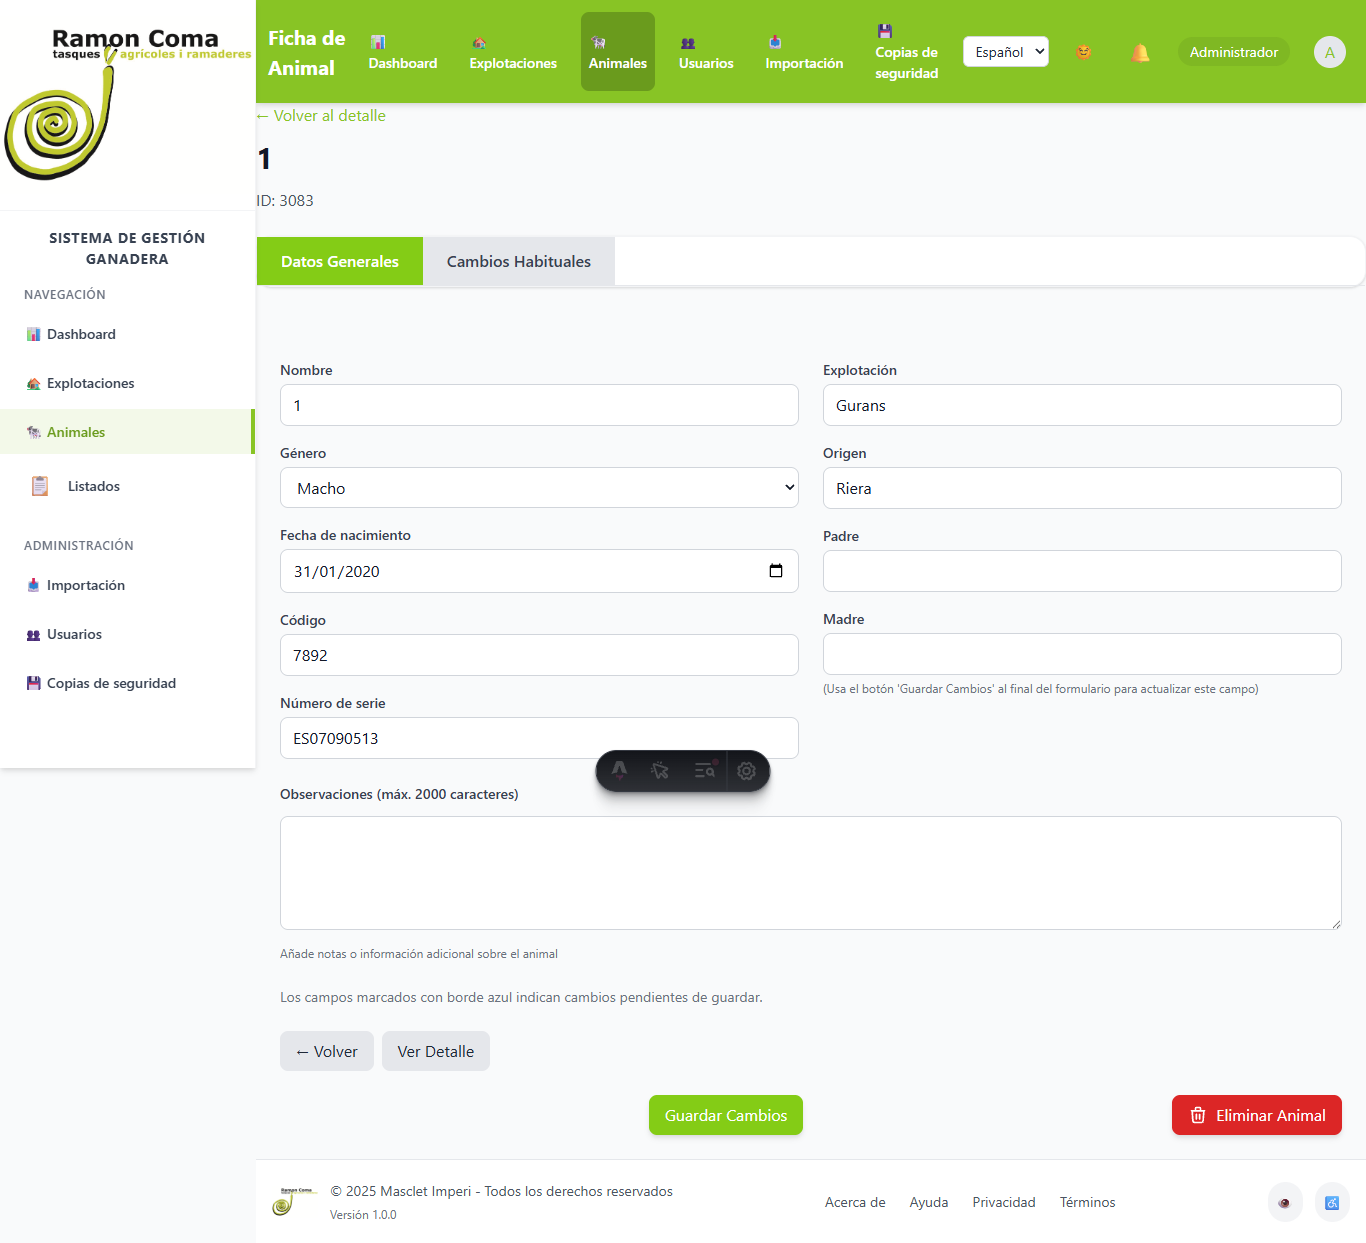 Ramon Coma
tasques agrícoles i ramaderes
Ficha de
Animal
Dashboard
Explotaciones
Animales
Usuarios
Importación
Copias de
seguridad
Español
Administrador
A
← Volver al detalle
1
ID: 3083
SISTEMA DE GESTIÓN
GANADERA
NAVEGACIÓN
Dashboard
Explotaciones
Animales
Listados
ADMINISTRACIÓN
Importación
Usuarios
Copias de seguridad
Datos Generales
Cambios Habituales
Nombre
1
Explotación
Gurans
Género
Macho
Origen
Riera
Fecha de nacimiento
31/01/2020
Padre
Código
7892
Madre
(Usa el botón 'Guardar Cambios' al final del formulario para actualizar este campo)
Número de serie
ES07090513
Observaciones (máx. 2000 caracteres)
Añade notas o información adicional sobre el animal
Los campos marcados con borde azul indican cambios pendientes de guardar.
← Volver
Ver Detalle
Guardar Cambios
Eliminar Animal
Ramon Coma
© 2025 Masclet Imperi - Todos los derechos reservados
Versión 1.0.0
Acerca de
Ayuda
Privacidad
Términos